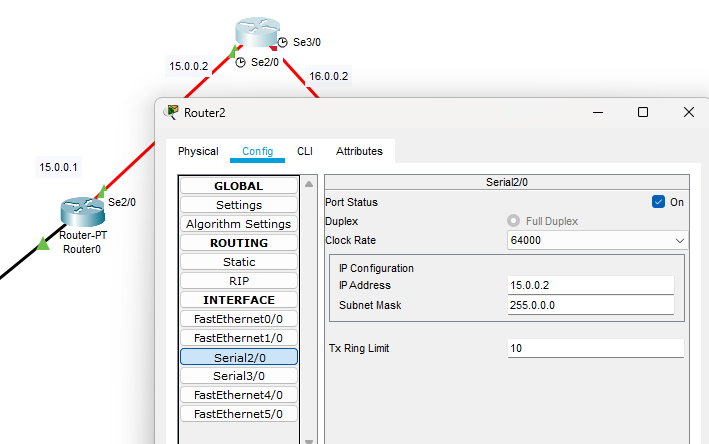 Se3/0
Se2/0
15.0.0.2
16.0.0.2
15.0.0.1
Se2/0
Router-PT
Router0
Router2
Physical Config CLI Attributes
GLOBAL
Settings
Algorithm Settings
ROUTING
Static
RIP
INTERFACE
FastEthernet0/0
FastEthernet1/0
Serial2/0
Serial3/0
FastEthernet4/0
FastEthernet5/0
Serial2/0
Port Status On
Duplex Full Duplex
Clock Rate 64000
IP Configuration
IP Address 15.0.0.2
Subnet Mask 255.0.0.0
Tx Ring Limit 10